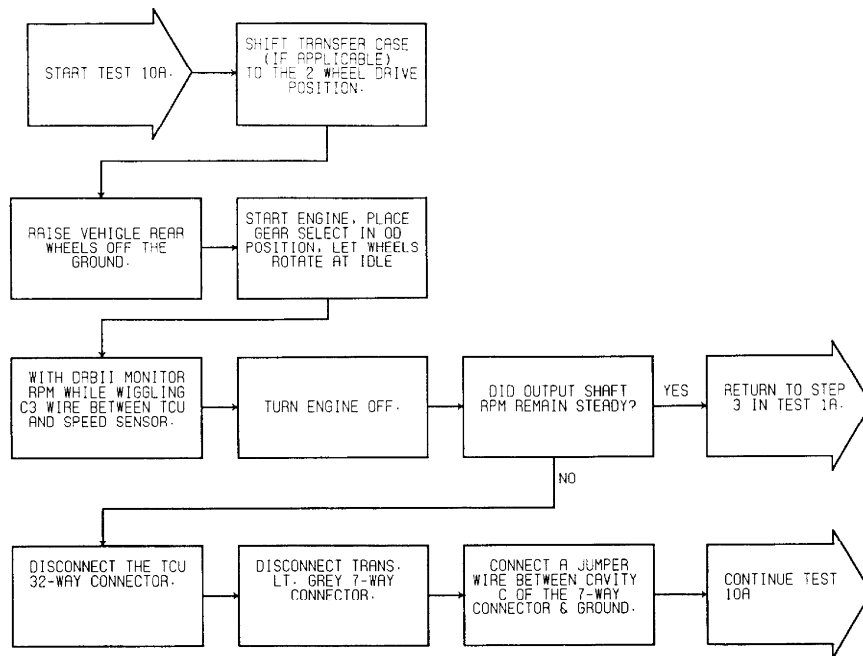 START TEST 10A.
SHIFT TRANSFER CASE
(IF APPLICABLE)
TO THE 2 WHEEL DRIVE
POSITION.
RAISE VEHICLE REAR
WHEELS OFF THE
GROUND.
START ENGINE, PLACE
GEAR SELECT IN OD
POSITION, LET WHEELS
ROTATE AT IDLE
WITH DRBII MONITOR
RPM WHILE WIGGLING
C3 WIRE BETWEEN TCU
AND SPEED SENSOR.
TURN ENGINE OFF.
DID OUTPUT SHAFT
RPM REMAIN STEADY?
YES
RETURN TO STEP
3 IN TEST 1A.
NO
DISCONNECT THE TCU
32-WAY CONNECTOR.
DISCONNECT TRANS.
LT. GREY 7-WAY
CONNECTOR.
CONNECT A JUMPER
WIRE BETWEEN CAVITY
C OF THE 7-WAY
CONNECTOR & GROUND.
CONTINUE TEST
10A